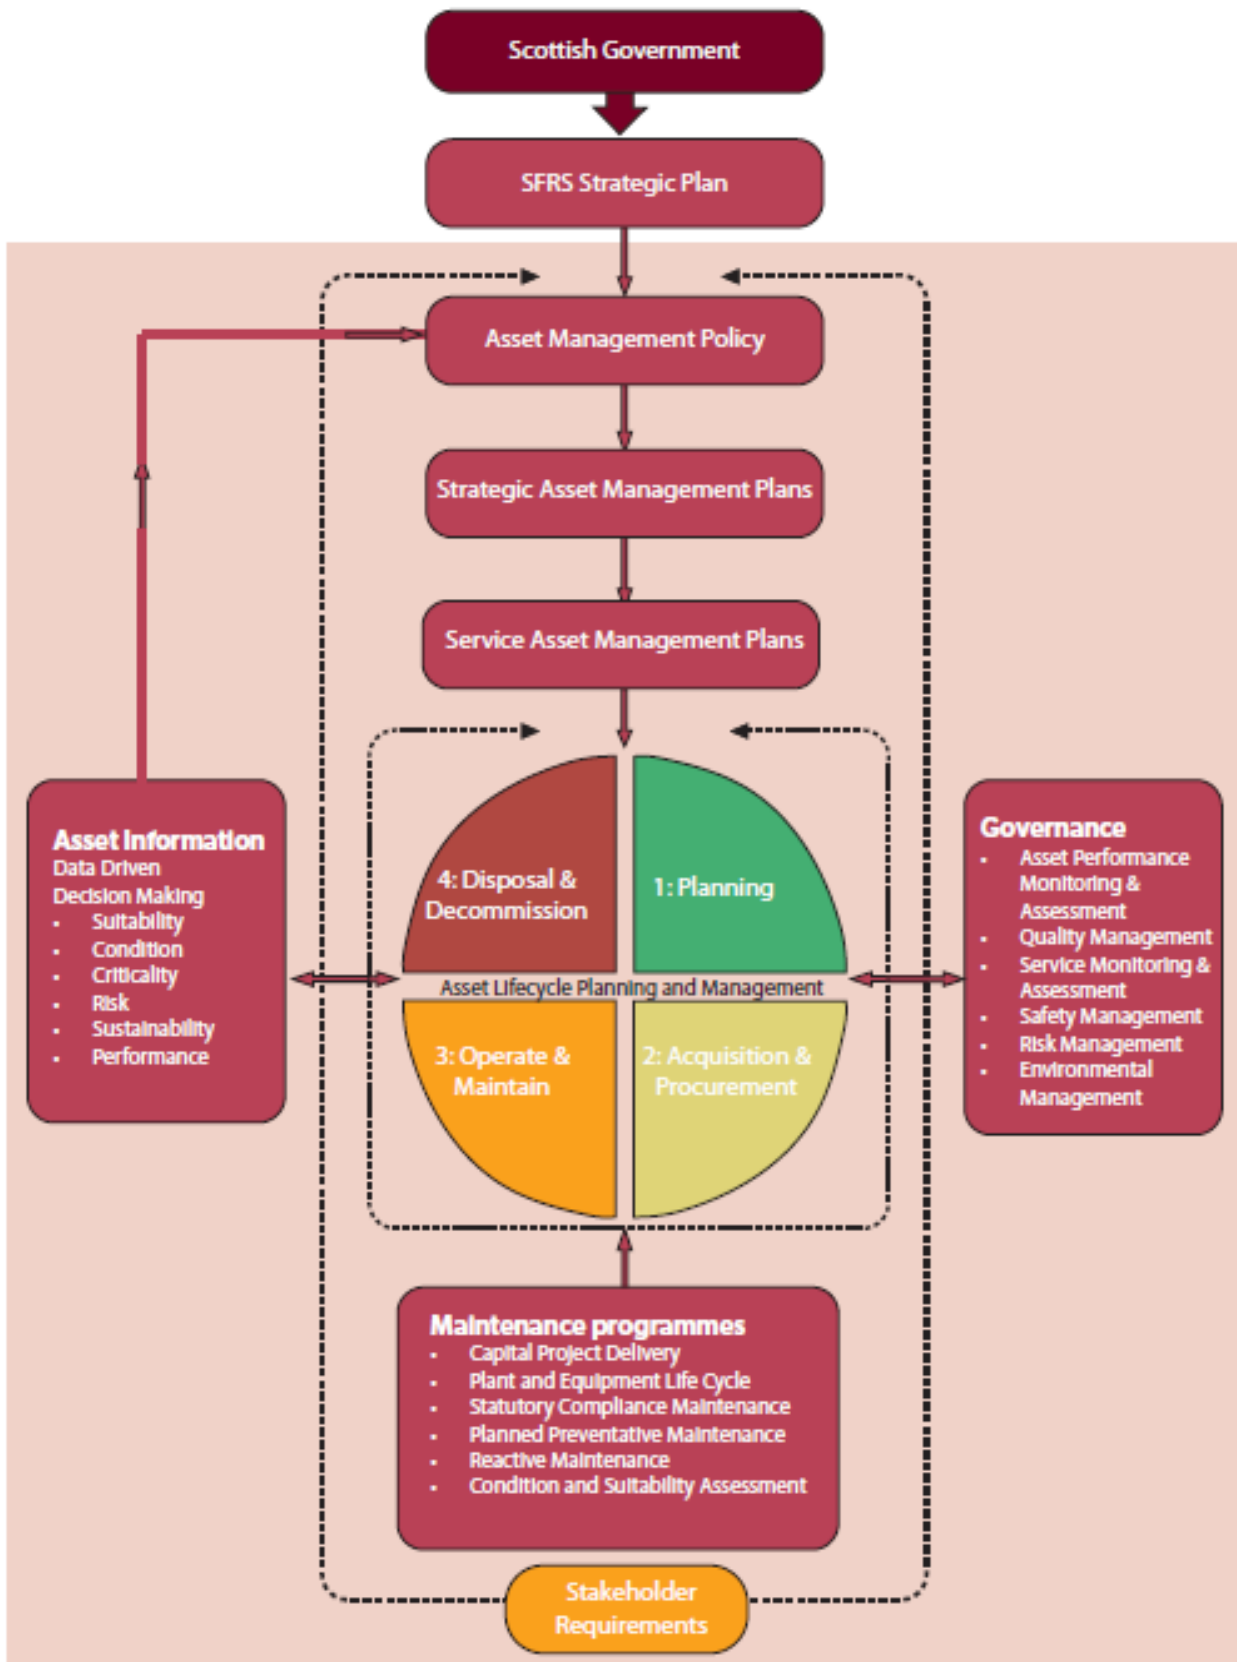 Scottish Government
SFRS Strategic Plan
Asset Management Policy
Strategic Asset Management Plans
Service Asset Management Plans
Asset Information
Data Driven
Decision Making
▪ Suitability
▪ Condition
▪ Criticality
▪ Risk
▪ Sustainability
▪ Performance
4: Disposal &
Decommission
1: Planning
Asset Lifecycle Planning and Management
3: Operate &
Maintain
2: Acquisition &
Procurement
Governance
▪ Asset Performance
Monitoring &
Assessment
▪ Quality Management
▪ Service Monitoring &
Assessment
▪ Safety Management
▪ Risk Management
▪ Environmental
Management
Maintenance programmes
▪ Capital Project Delivery
▪ Plant and Equipment Life Cycle
▪ Statutory Compliance Maintenance
▪ Planned Preventative Maintenance
▪ Reactive Maintenance
▪ Condition and Suitability Assessment
Stakeholder
Requirements